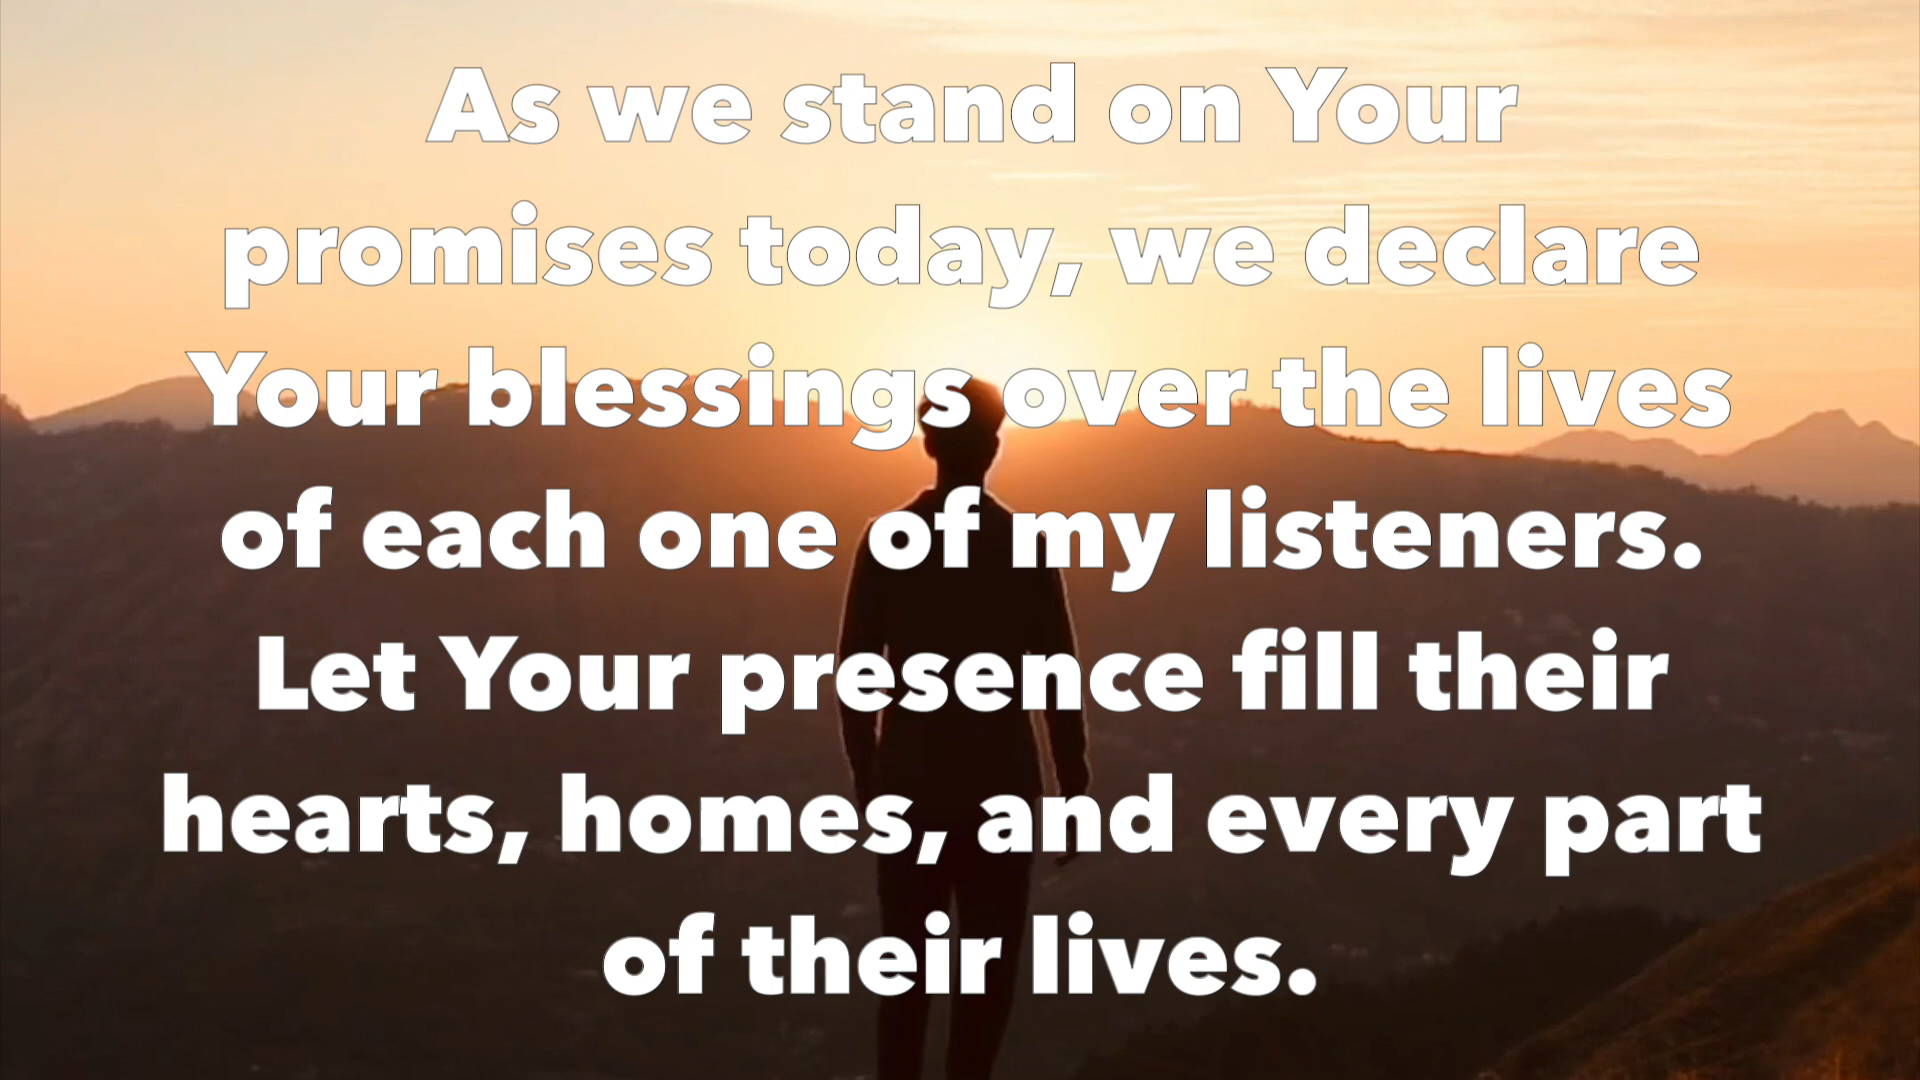 As we stand on Your
promises today, we declare
Your blessings over the lives
of each one of my listeners.
Let Your presence fill their
hearts, homes, and every part
of their lives.